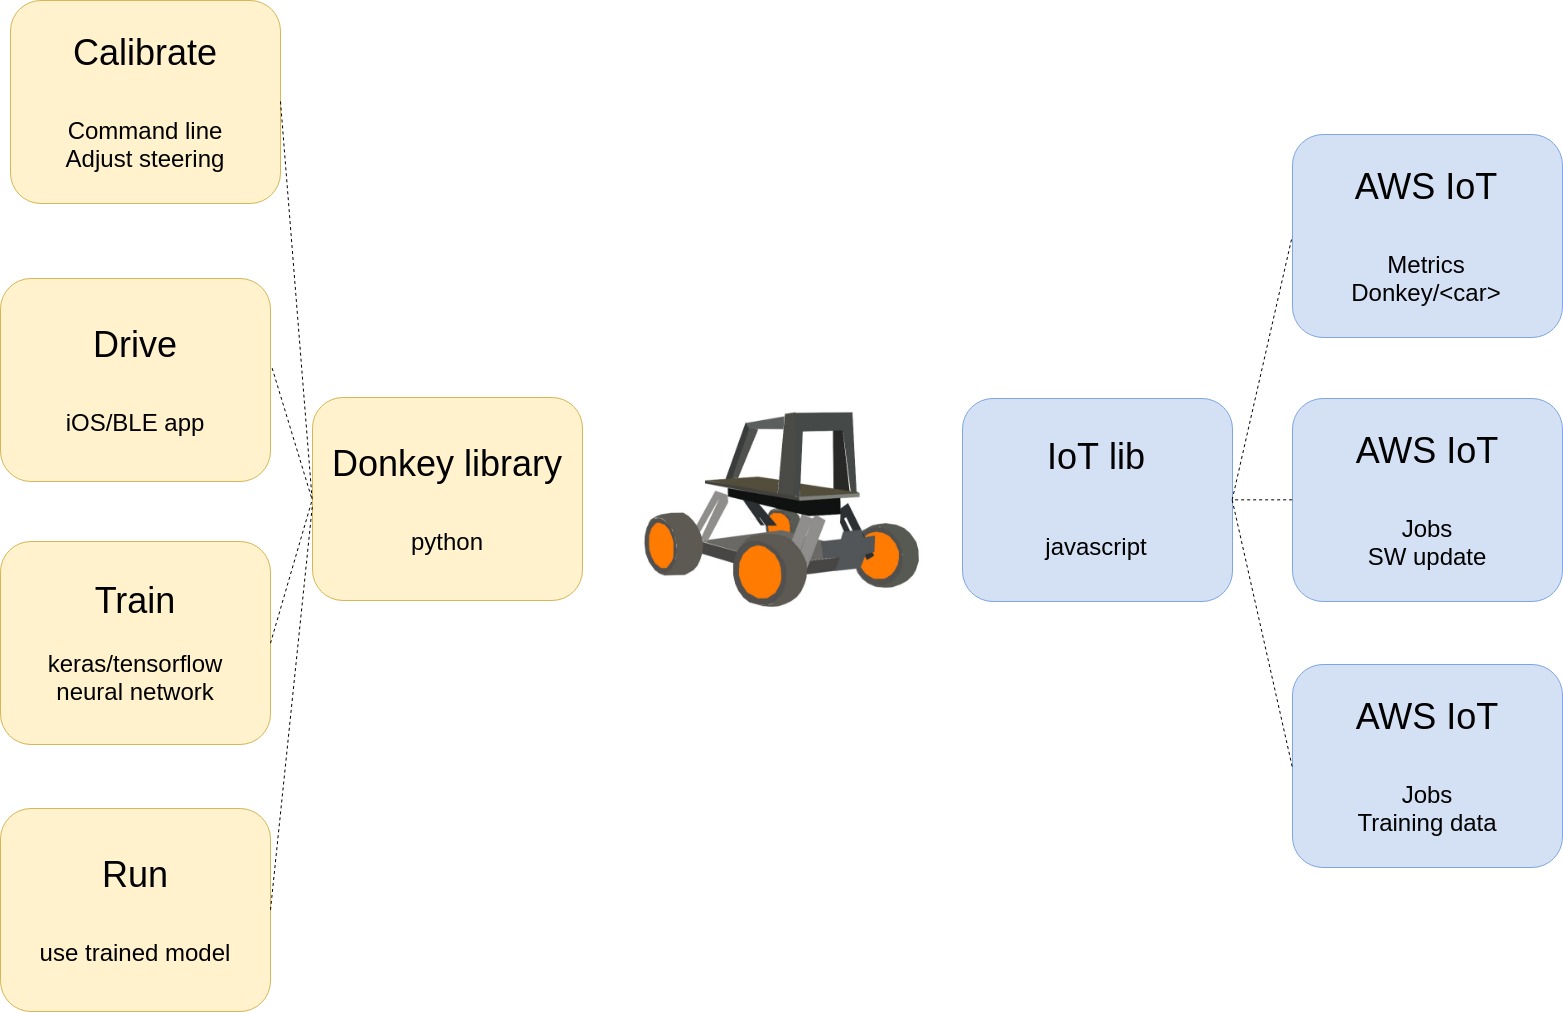 Calibrate
Command line
Adjust steering
Drive
iOS/BLE app
Train
keras/tensorflow
neural network
Run
use trained model
Donkey library
python
IoT lib
javascript
AWS IoT
Metrics
Donkey/<car>
AWS IoT
Jobs
SW update
AWS IoT
Jobs
Training data